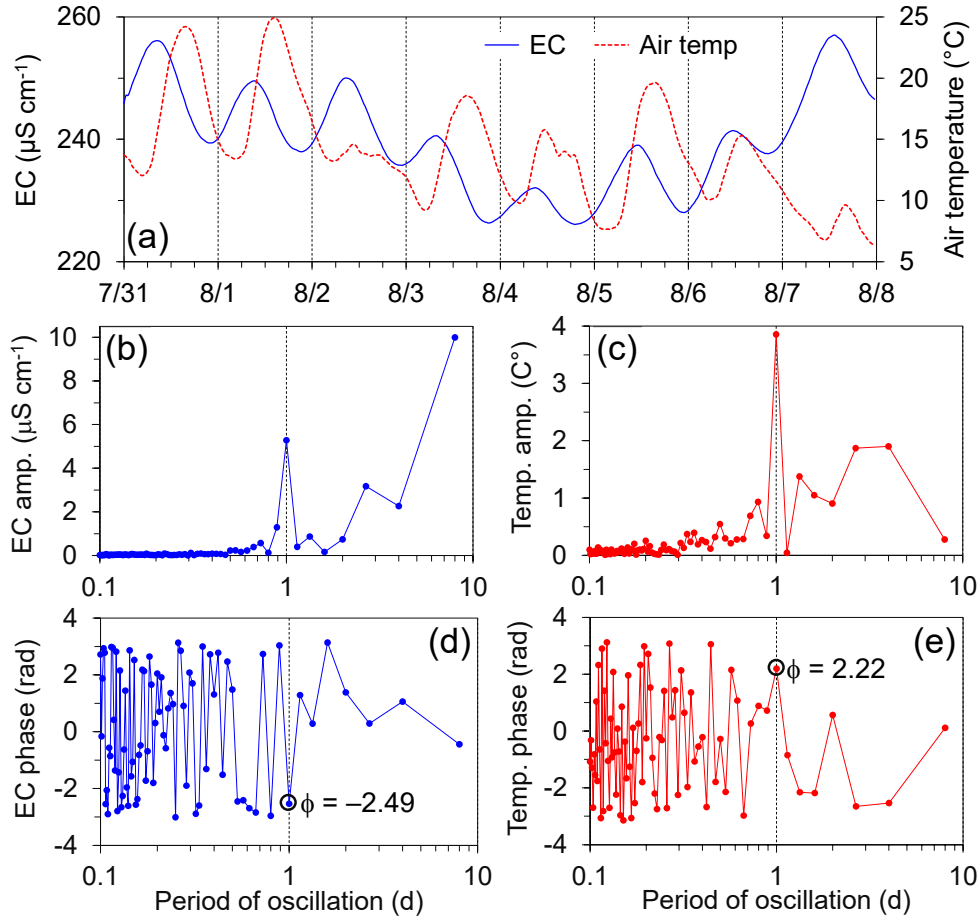 260
240
220
EC (µS cm⁻¹)
EC
Air temp
25
20
15
10
5
Air temperature (°C)
(a)
7/31 8/1 8/2 8/3 8/4 8/5 8/6 8/7 8/8
EC amp. (µS cm⁻¹)
10
8
6
4
2
0
(b)
0.1 1 10
Temp. amp. (C°)
4
3
2
1
0
(c)
0.1 1 10
EC phase (rad)
4
2
0
-2
-4
(d)
ϕ = –2.49
0.1 1 10
Period of oscillation (d)
Temp. phase (rad)
4
2
0
-2
-4
(e)
ϕ = 2.22
0.1 1 10
Period of oscillation (d)